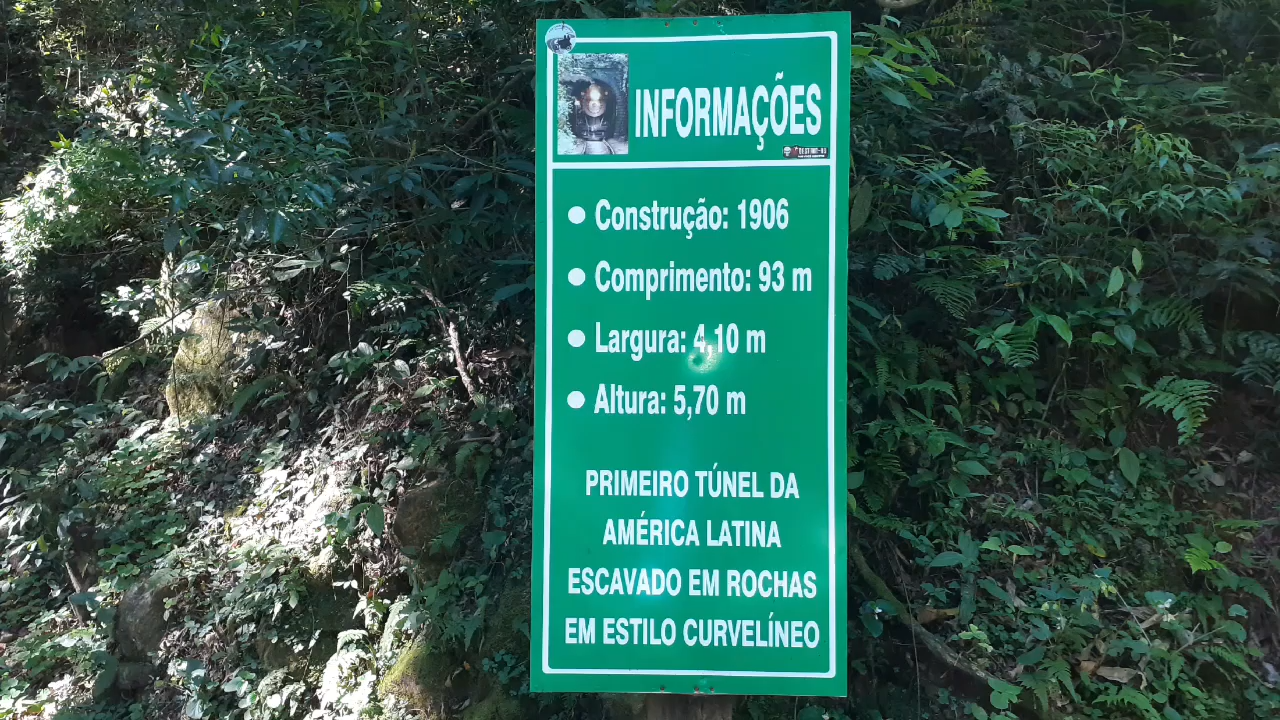 INFORMAÇÕES
Construção: 1906
Comprimento: 93 m
Largura: 4,10 m
Altura: 5,70 m
PRIMEIRO TÚNEL DA
AMÉRICA LATINA
ESCAVADO EM ROCHAS
EM ESTILO CURVELÍNEO